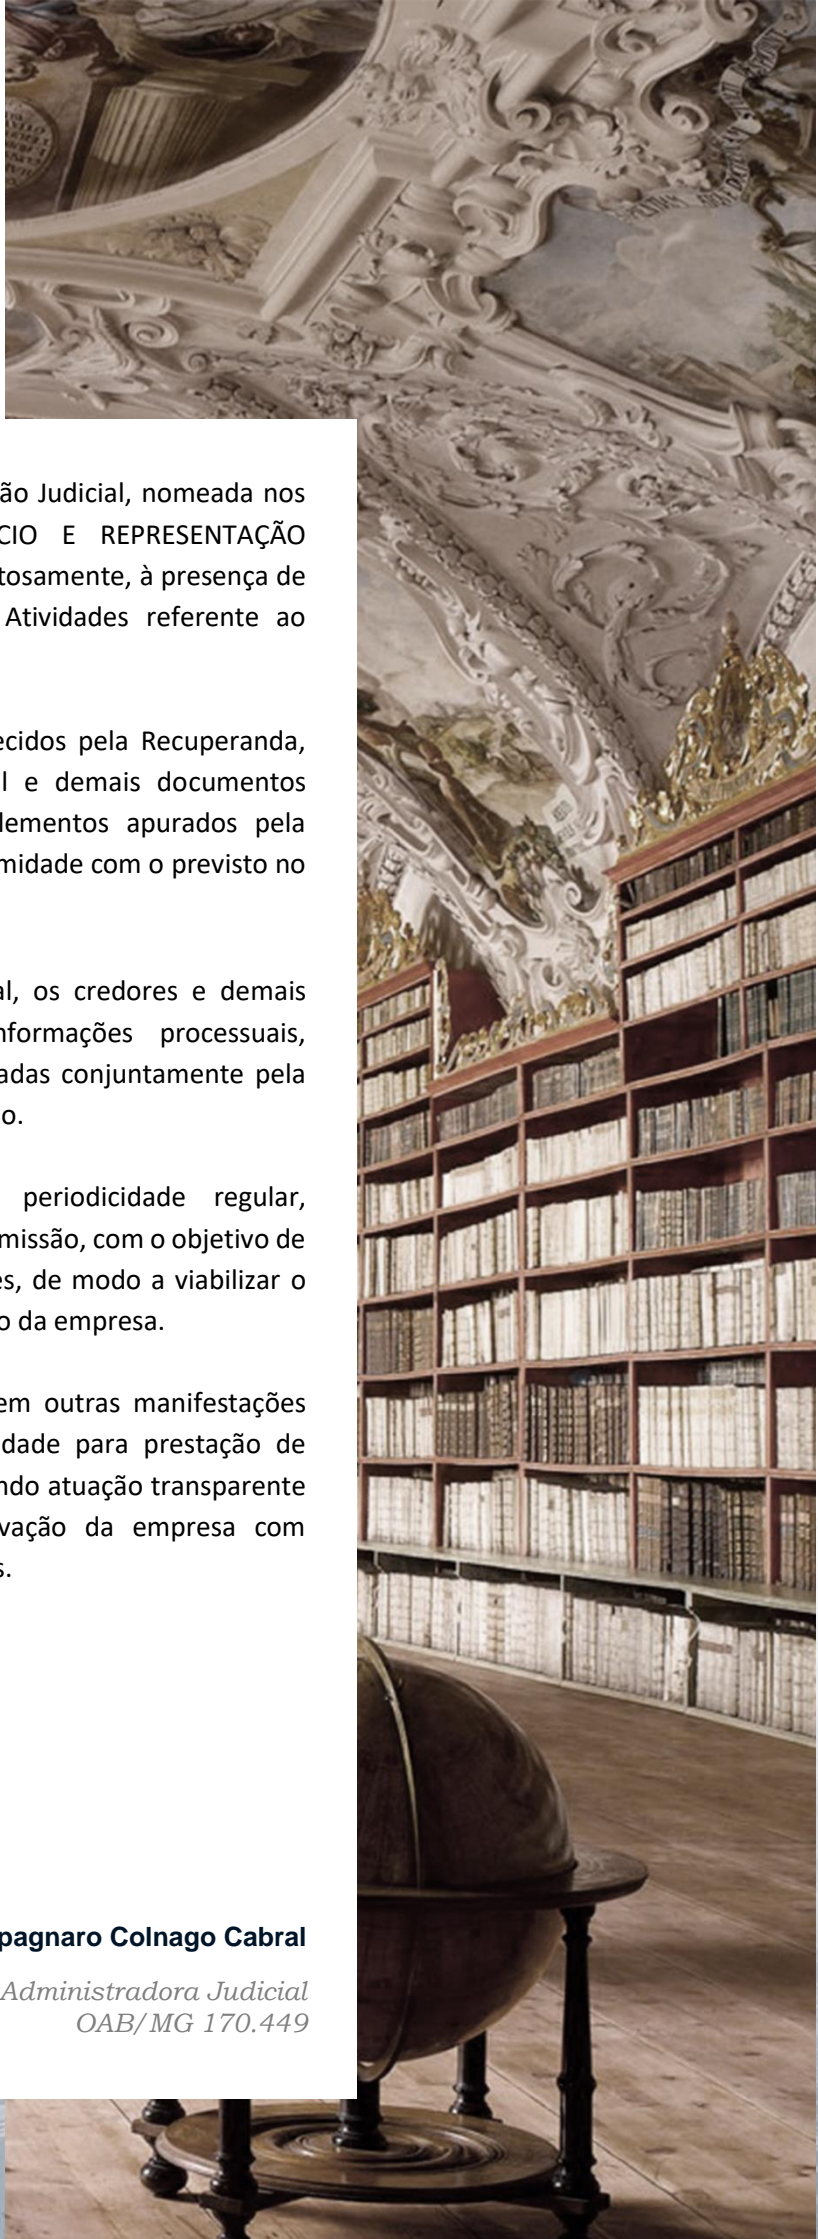 ão Judicial, nomeada nos
CIO E REPRESENTAÇÃO
tosamente, à presença de
Atividades referente ao
ecidos pela Recuperanda,
l e demais documentos
lementos apurados pela
midade com o previsto no
al, os credores e demais
nformações processuais,
adas conjuntamente pela
o.
periodicidade regular,
missão, com o objetivo de
es, de modo a viabilizar o
o da empresa.
em outras manifestações
dade para prestação de
ndo atuação transparente
vação da empresa com
s.
pagnaro Colnago Cabral
Administradora Judicial
OAB/MG 170.449